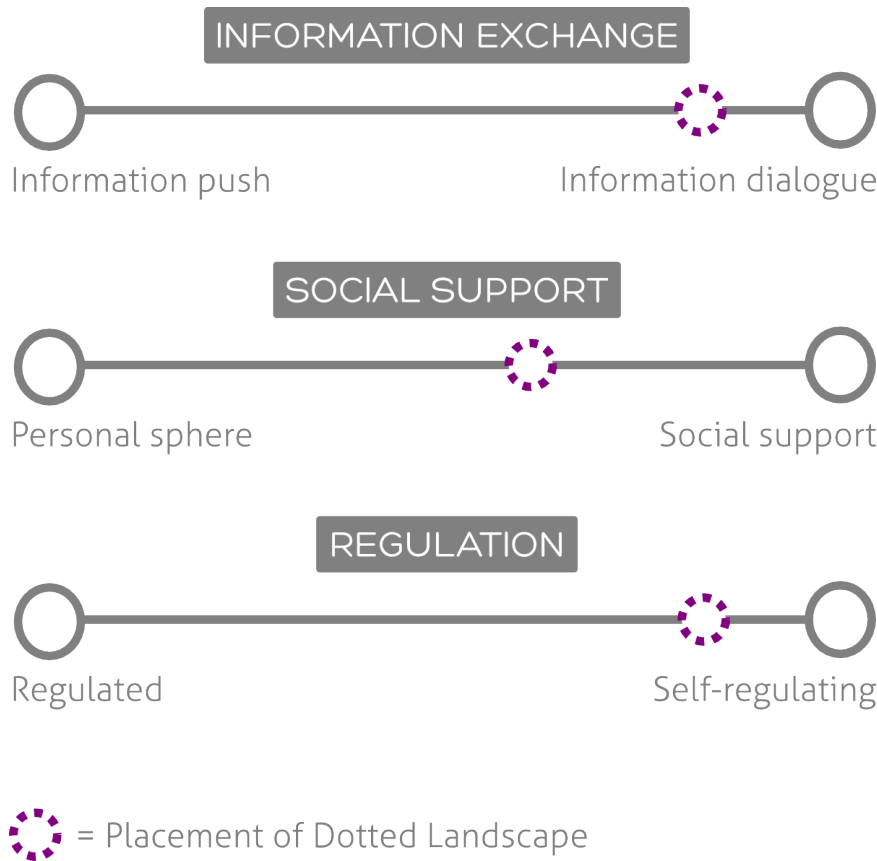 INFORMATION EXCHANGE
Information push
Information dialogue
SOCIAL SUPPORT
Personal sphere
Social support
REGULATION
Regulated
Self-regulating
= Placement of Dotted Landscape